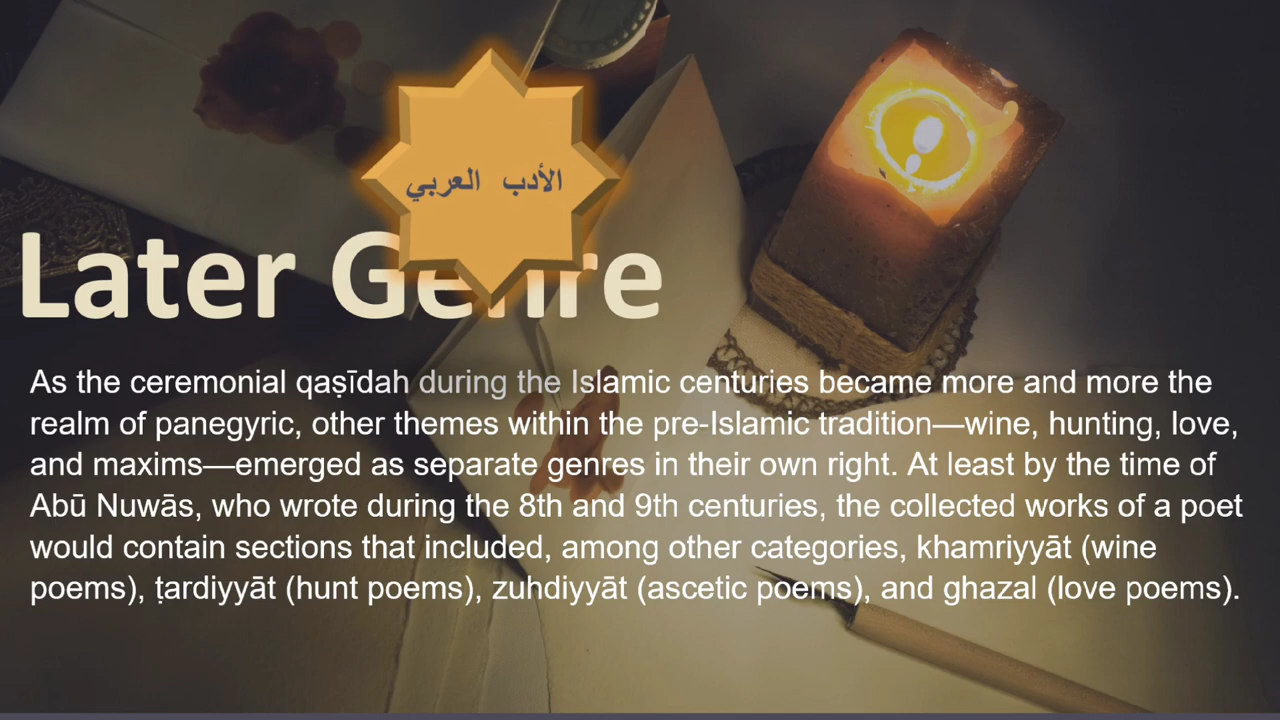 الأدب العربي
Later Genre
As the ceremonial qaṣīdah during the Islamic centuries became more and more the
realm of panegyric, other themes within the pre-Islamic tradition—wine, hunting, love,
and maxims—emerged as separate genres in their own right. At least by the time of
Abū Nuwās, who wrote during the 8th and 9th centuries, the collected works of a poet
would contain sections that included, among other categories, khamriyyāt (wine
poems), ṭardiyyāt (hunt poems), zuhdiyyāt (ascetic poems), and ghazal (love poems).